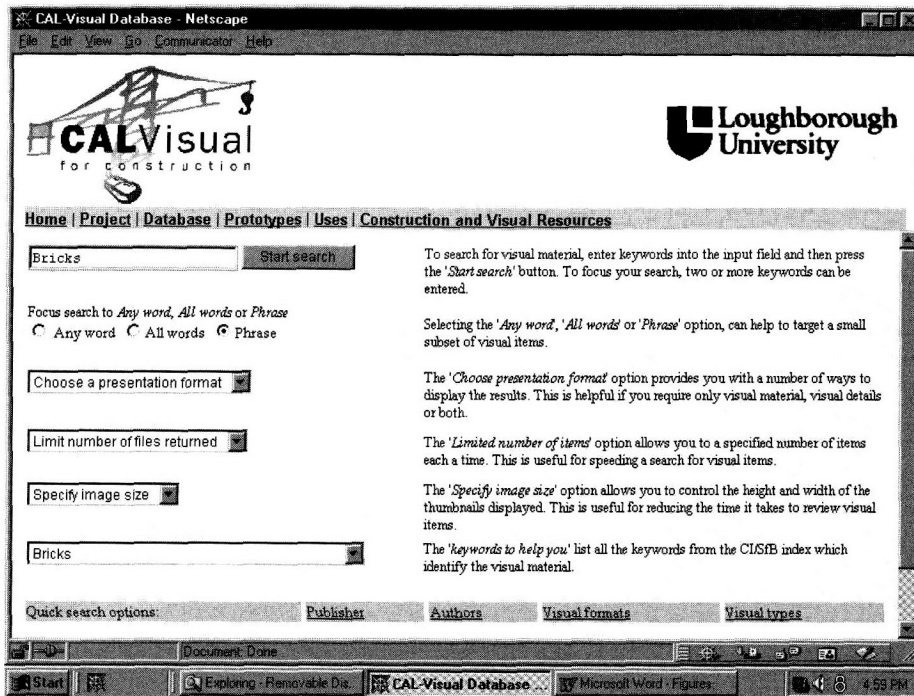 CAL-Visual Database - Netscape
File Edit View Go Communicator Help
CALVisual
for construction
Loughborough
University
Home | Project | Database | Prototypes | Uses | Construction and Visual Resources
Bricks
Start search
To search for visual material, enter keywords into the input field and then press
the 'Start search' button. To focus your search, two or more keywords can be
entered.
Focus search to Any word, All words or Phrase
Any word All words Phrase
Selecting the 'Any word', 'All words' or 'Phrase' option, can help to target a small
subset of visual items.
Choose a presentation format
The 'Choose presentation format' option provides you with a number of ways to
display the results. This is helpful if you require only visual material, visual details
or both.
Limit number of files returned
The 'Limited number of items' option allows you to a specified number of items
each a time. This is useful for speeding a search for visual items.
Specify image size
The 'Specify image size' option allows you to control the height and width of the
thumbnails displayed. This is useful for reducing the time it takes to review visual
items.
Bricks
The 'keywords to help you' list all the keywords from the CI/SfB index which
identify the visual material.
Quick search options: Publisher Authors Visual formats Visual types
Document: Done
Start Exploring - Removable Dis... CAL-Visual Database ... Microsoft Word - Figures 4:59 PM